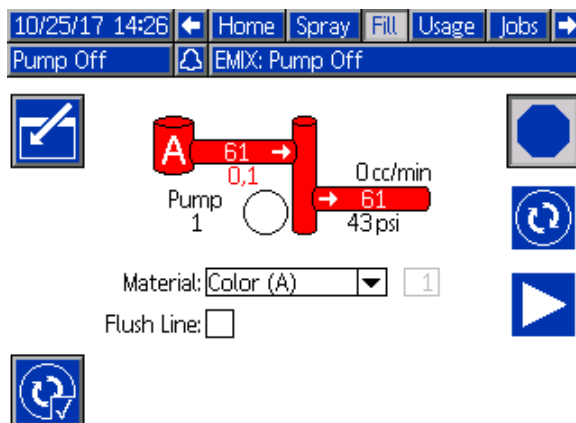 10/25/17 14:26 Home Spray Fill Usage Jobs
Pump Off EMIX: Pump Off
A 61
0,1
0 cc/min
Pump
1
61
43 psi
Material: Color (A) 1
Flush Line: